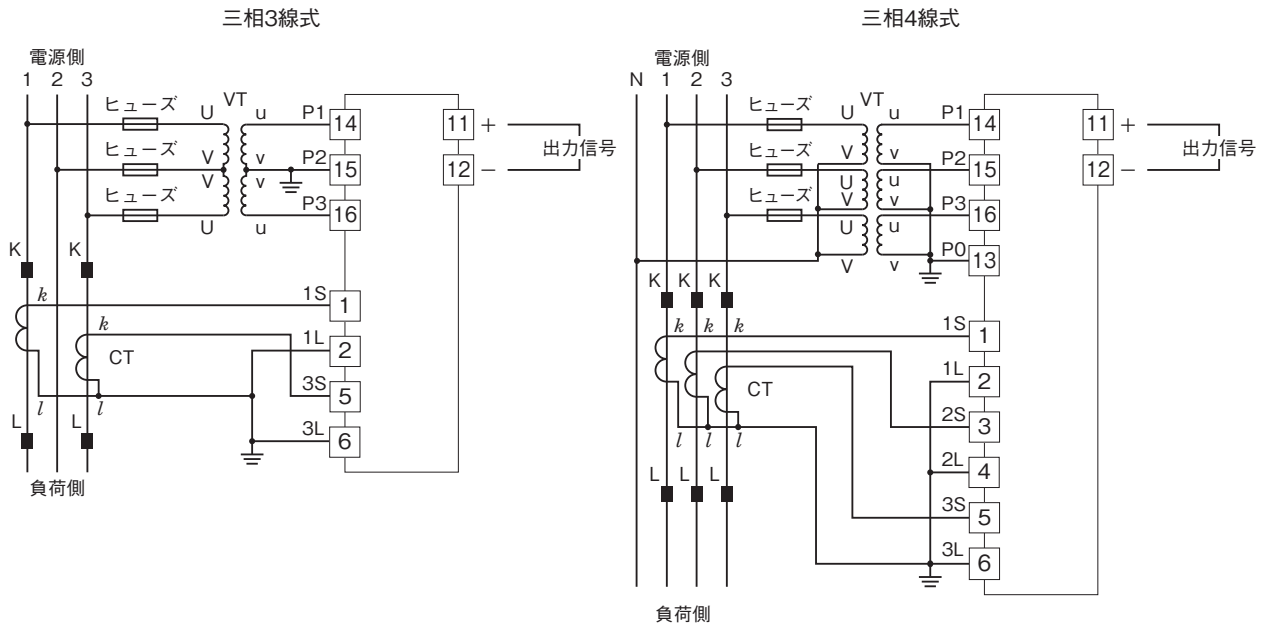 三相3線式
電源側
1 2 3
ヒューズ U VT u P1 14 11 +
出力信号
ヒューズ V v P2 15 12 −
V v
ヒューズ P3 16
U u
K K
k 1S 1
k
CT 1L 2
3S 5
l l
L L 3L 6
負荷側
三相4線式
電源側
N 1 2 3
ヒューズ U VT u P1 14 11 +
出力信号
ヒューズ V v P2 15 12 −
U u
V v
ヒューズ U u P3 16
P0 13
V v
K K K
k k k 1S 1
CT 1L 2
2S 3
l l l
L L L 2L 4
3S 5
3L 6
負荷側